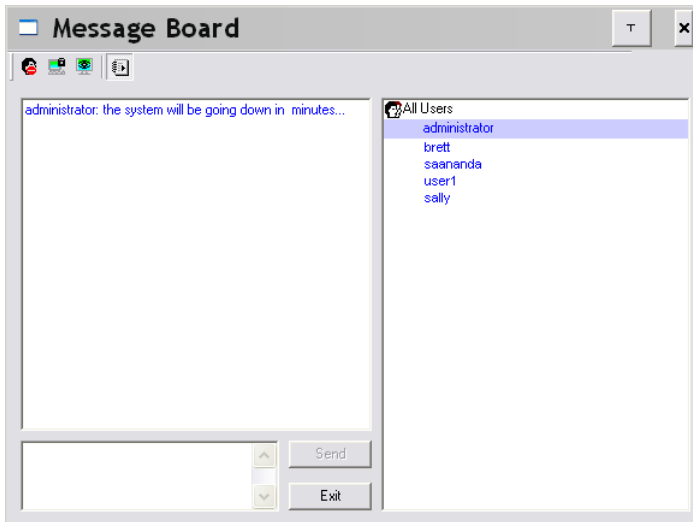 Message Board
T
administrator: the system will be going down in  minutes...
All Users
administrator
brett
saananda
user1
sally
Send
Exit